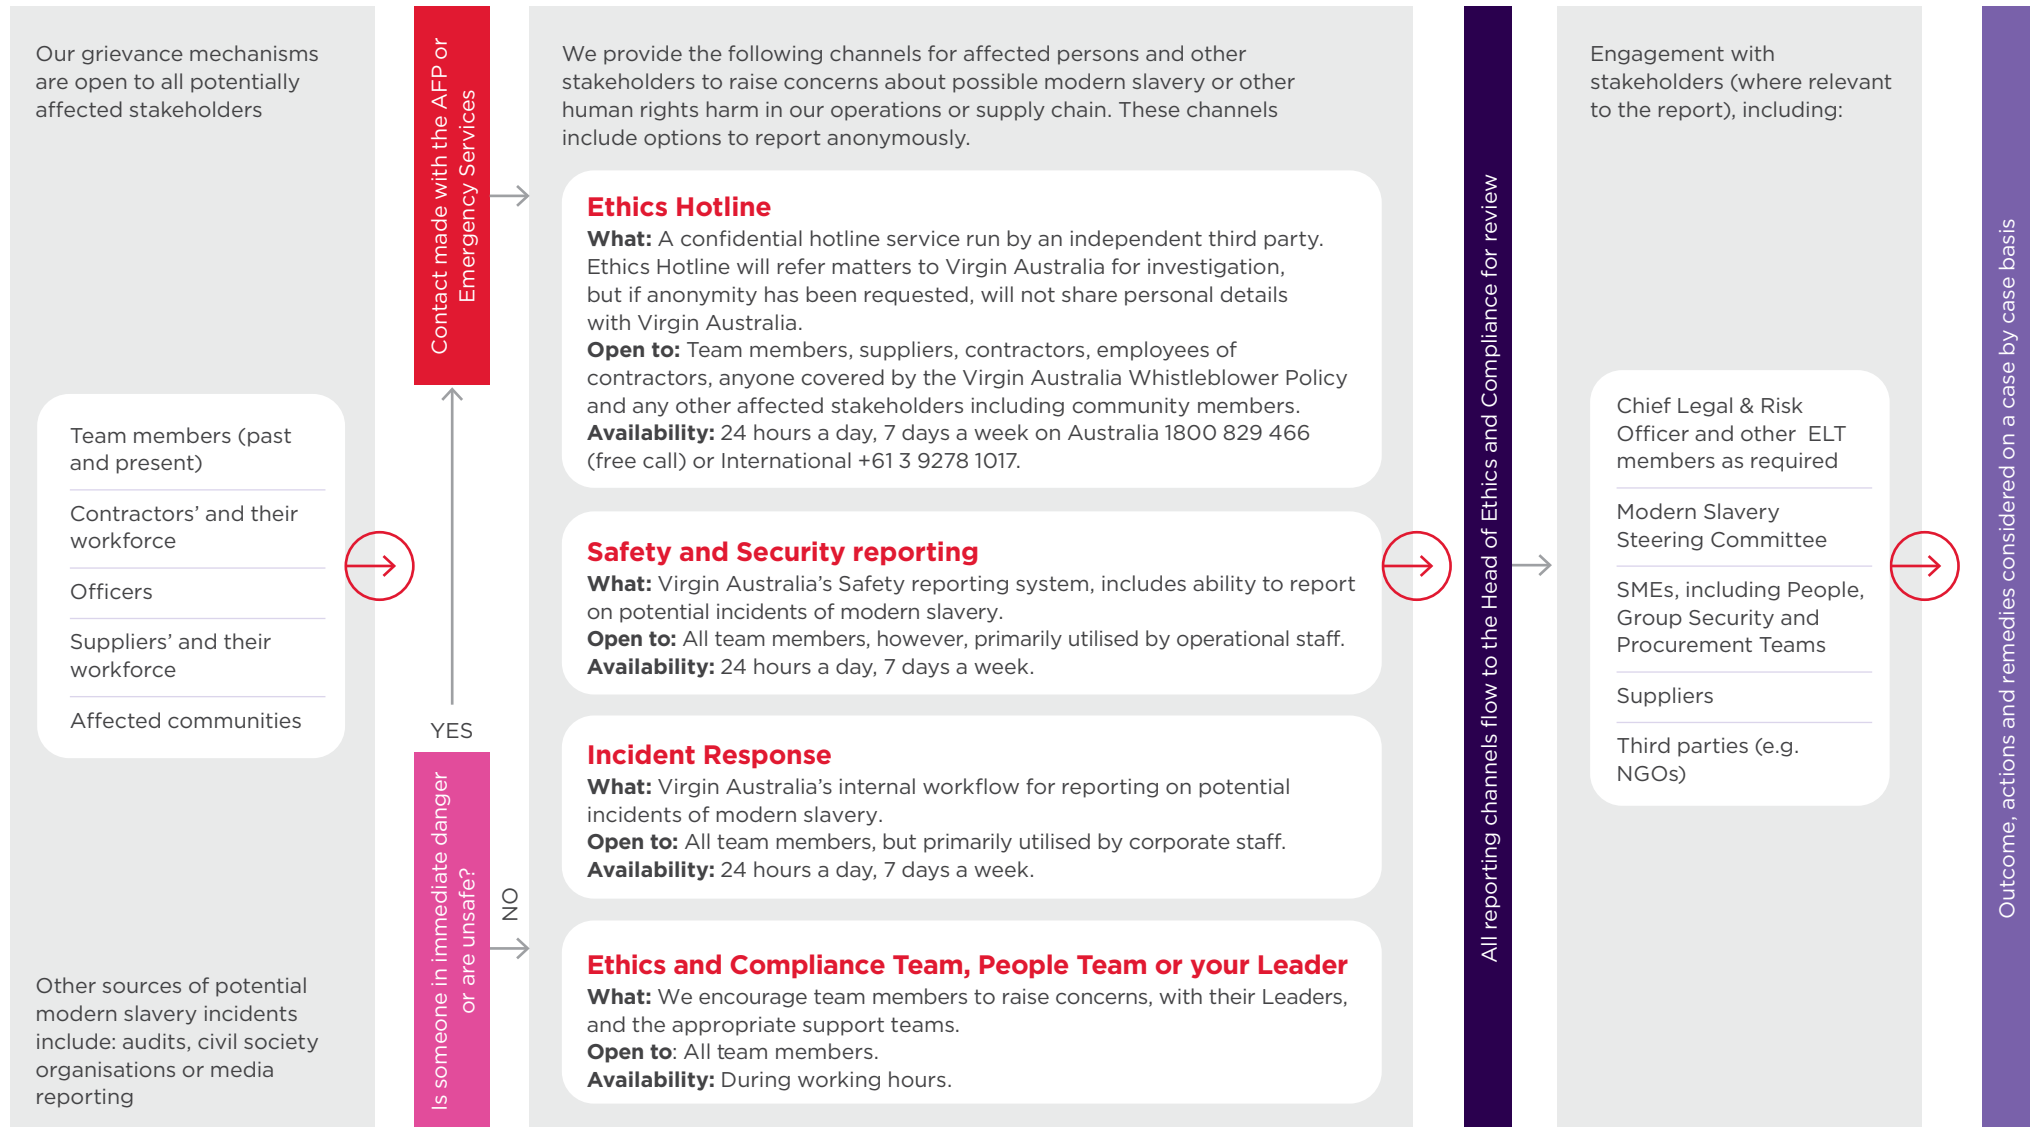 Our grievance mechanisms
are open to all potentially
affected stakeholders
Team members (past
and present)
Contractors’ and their
workforce
Officers
Suppliers’ and their
workforce
Affected communities
Other sources of potential
modern slavery incidents
include: audits, civil society
organisations or media
reporting
Contact made with the AFP or
Emergency Services
YES
Is someone in immediate danger
or are unsafe?
NO
We provide the following channels for affected persons and other
stakeholders to raise concerns about possible modern slavery or other
human rights harm in our operations or supply chain. These channels
include options to report anonymously.
Ethics Hotline
What: A confidential hotline service run by an independent third party.
Ethics Hotline will refer matters to Virgin Australia for investigation,
but if anonymity has been requested, will not share personal details
with Virgin Australia.
Open to: Team members, suppliers, contractors, employees of
contractors, anyone covered by the Virgin Australia Whistleblower Policy
and any other affected stakeholders including community members.
Availability: 24 hours a day, 7 days a week on Australia 1800 829 466
(free call) or International +61 3 9278 1017.
Safety and Security reporting
What: Virgin Australia’s Safety reporting system, includes ability to report
on potential incidents of modern slavery.
Open to: All team members, however, primarily utilised by operational staff.
Availability: 24 hours a day, 7 days a week.
Incident Response
What: Virgin Australia’s internal workflow for reporting on potential
incidents of modern slavery.
Open to: All team members, but primarily utilised by corporate staff.
Availability: 24 hours a day, 7 days a week.
Ethics and Compliance Team, People Team or your Leader
What: We encourage team members to raise concerns, with their Leaders,
and the appropriate support teams.
Open to: All team members.
Availability: During working hours.
All reporting channels flow to the Head of Ethics and Compliance for review
Engagement with
stakeholders (where relevant
to the report), including:
Chief Legal & Risk
Officer and other ELT
members as required
Modern Slavery
Steering Committee
SMEs, including People,
Group Security and
Procurement Teams
Suppliers
Third parties (e.g.
NGOs)
Outcome, actions and remedies considered on a case by case basis